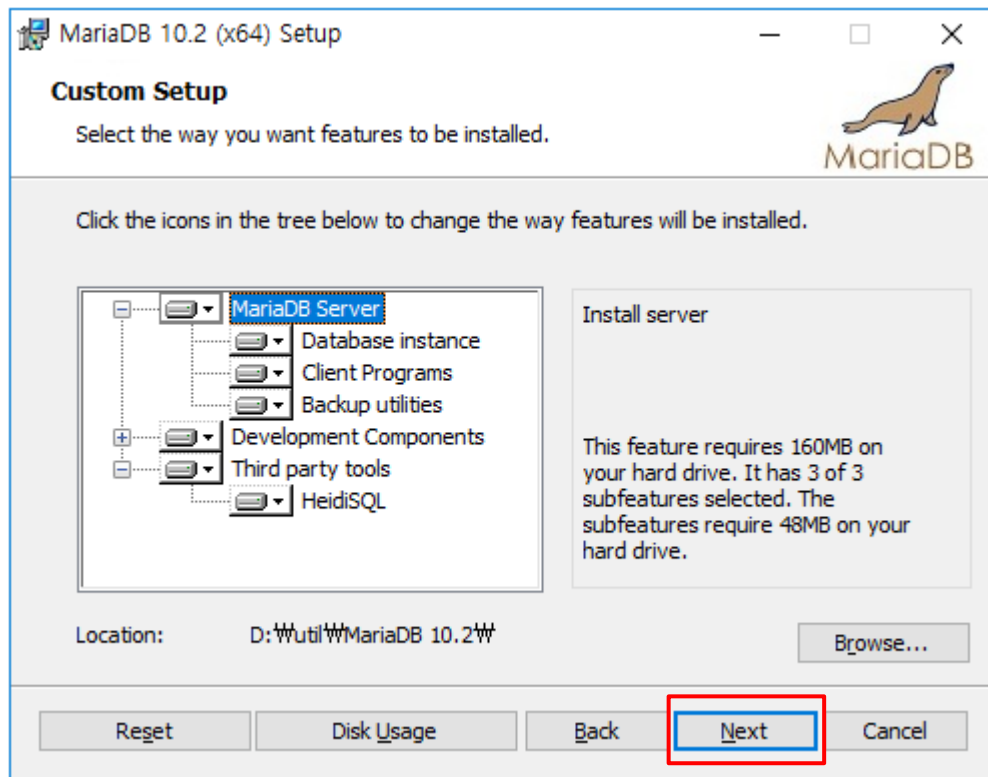 MariaDB 10.2 (x64) Setup
Custom Setup
Select the way you want features to be installed.
MariaDB
Click the icons in the tree below to change the way features will be installed.
MariaDB Server
Database instance
Client Programs
Backup utilities
Development Components
Third party tools
HeidiSQL
Install server
This feature requires 160MB on
your hard drive. It has 3 of 3
subfeatures selected. The
subfeatures require 48MB on your
hard drive.
Location: D:₩util₩MariaDB 10.2₩
Browse...
Reset Disk Usage Back Next Cancel